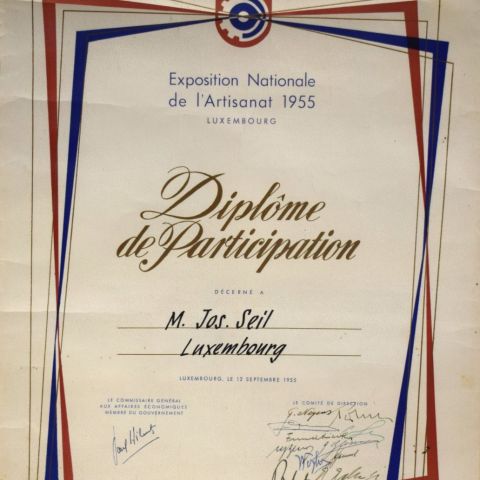 Exposition Nationale
de l'Artisanat 1955
LUXEMBOURG
Diplôme
de Participation
DÉCERNÉ A
M. Jos. Seil
Luxembourg
LUXEMBOURG, LE 12 SEPTEMBRE 1955
LE COMMISSAIRE GÉNÉRAL
AUX AFFAIRES ÉCONOMIQUES
MEMBRE DU GOUVERNEMENT
LE COMITÉ DE DIRECTION